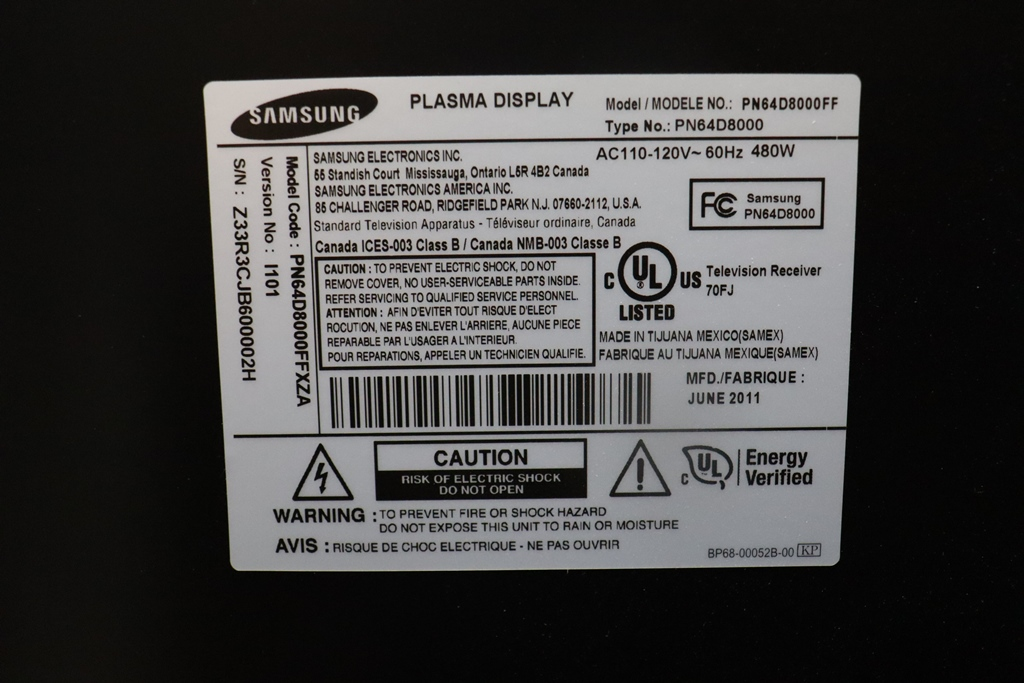 SAMSUNG
PLASMA DISPLAY
Model / MODELE NO.: PN64D8000FF
Type No.: PN64D8000
Model Code : PN64D8000FFXZA
Version No : I101
S/N : Z33R3CJB600002H
SAMSUNG ELECTRONICS INC.
55 Standish Court Mississauga, Ontario L5R 4B2 Canada
SAMSUNG ELECTRONICS AMERICA INC.
85 CHALLENGER ROAD, RIDGEFIELD PARK N.J. 07660-2112, U.S.A.
Standard Television Apparatus - Téléviseur ordinaire, Canada
Canada ICES-003 Class B / Canada NMB-003 Classe B
AC110-120V~ 60Hz 480W
FC Samsung
PN64D8000
CAUTION : TO PREVENT ELECTRIC SHOCK, DO NOT
REMOVE COVER, NO USER-SERVICEABLE PARTS INSIDE.
REFER SERVICING TO QUALIFIED SERVICE PERSONNEL.
ATTENTION : AFIN D'EVITER TOUT RISQUE D'ELECT
ROCUTION, NE PAS ENLEVER L'ARRIERE, AUCUNE PIECE
REPARABLE PAR L'USAGER A L'INTERIEUR.
POUR REPARATIONS, APPELER UN TECHNICIEN QUALIFIE.
C UL US
LISTED
Television Receiver
70FJ
MADE IN TIJUANA MEXICO(SAMEX)
FABRIQUE AU TIJUANA MEXIQUE(SAMEX)
MFD./FABRIQUE :
JUNE 2011
CAUTION
RISK OF ELECTRIC SHOCK
DO NOT OPEN
C UL Energy
Verified
WARNING : TO PREVENT FIRE OR SHOCK HAZARD
DO NOT EXPOSE THIS UNIT TO RAIN OR MOISTURE
AVIS : RISQUE DE CHOC ELECTRIQUE - NE PAS OUVRIR
BP68-00052B-00 KP